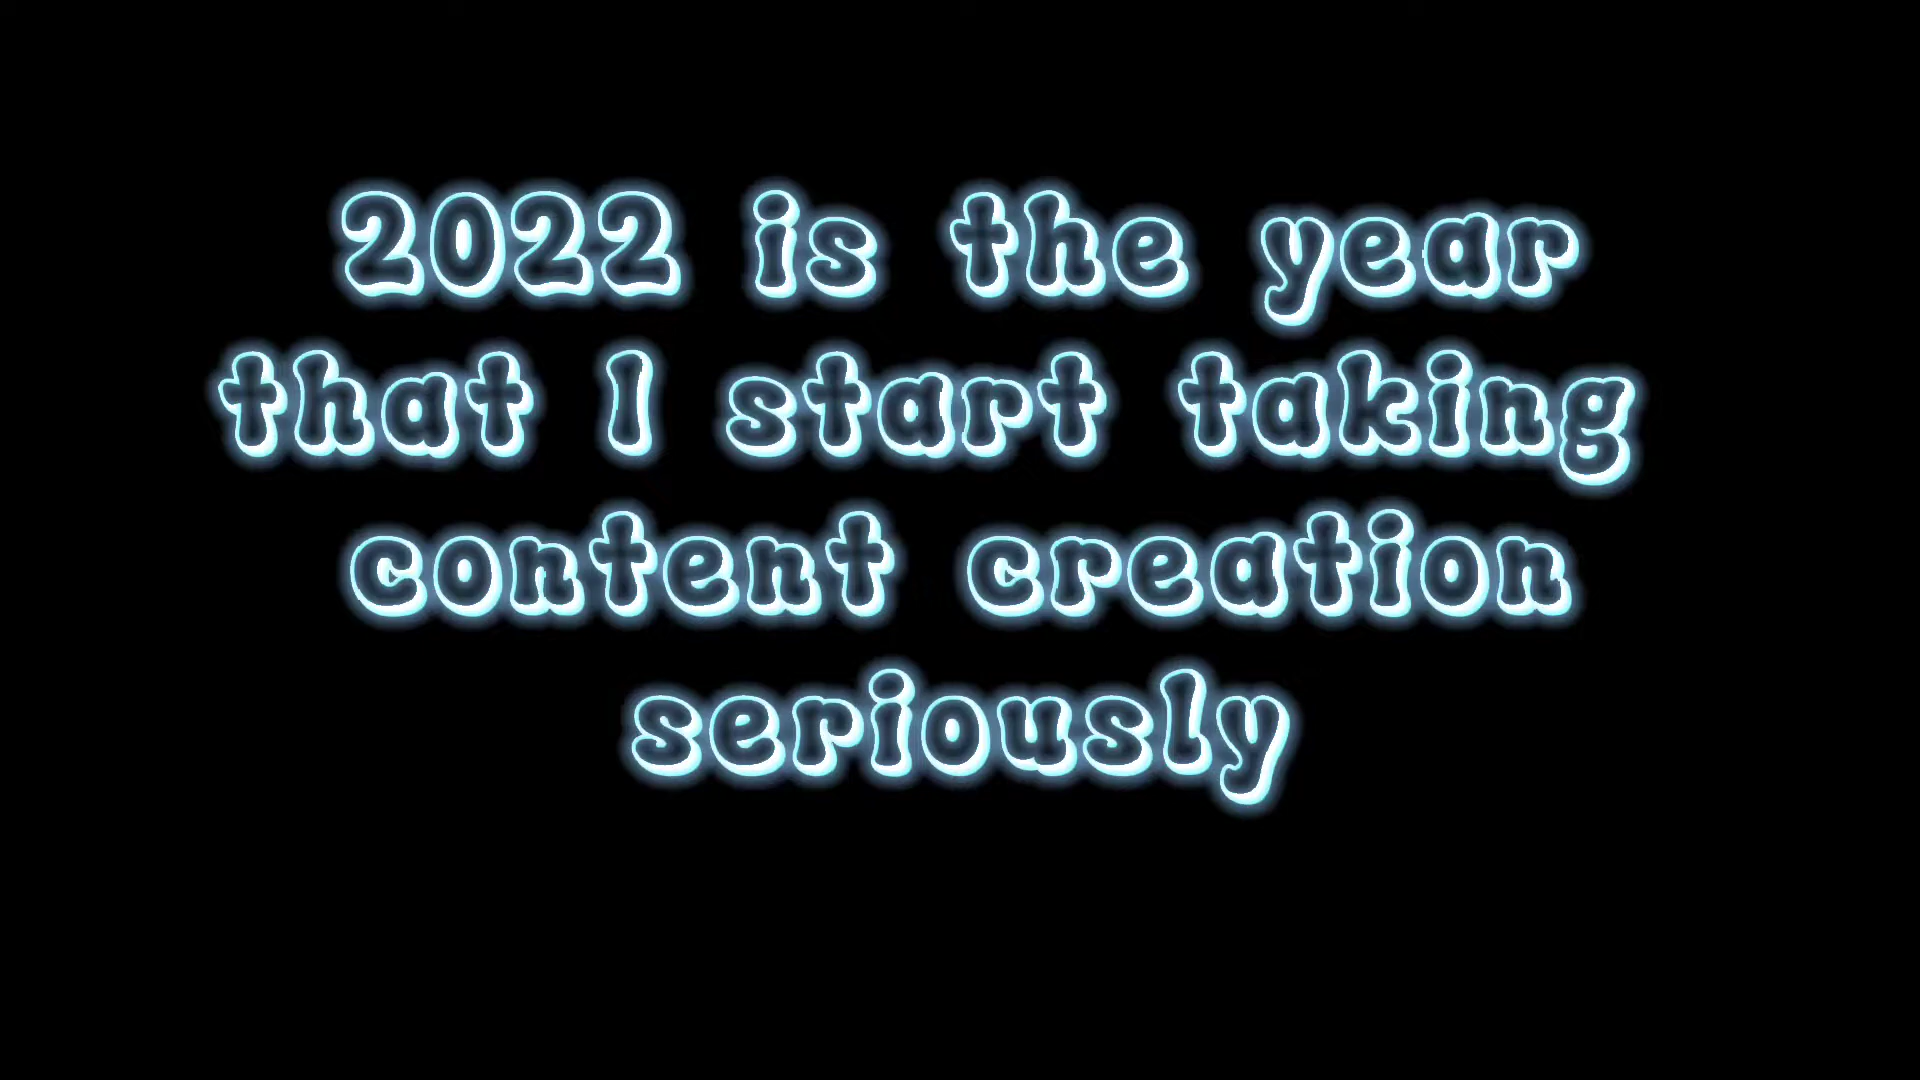 2022 is the year
that I start taking
content creation
seriously